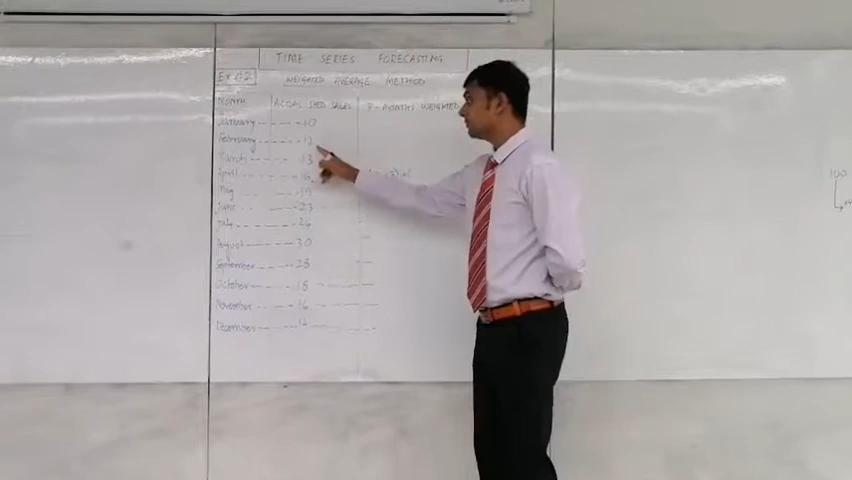 TIME SERIES FORECASTING
Ex #2 WEIGHTED AVERAGE METHOD
MONTH ACTUAL SHED SALES 3-MONTHS WEIGHTED
January 10
February 12
March 13
April 16
May 19
June 23
July 26
August 30
September 28
October 18
November 16
December
100